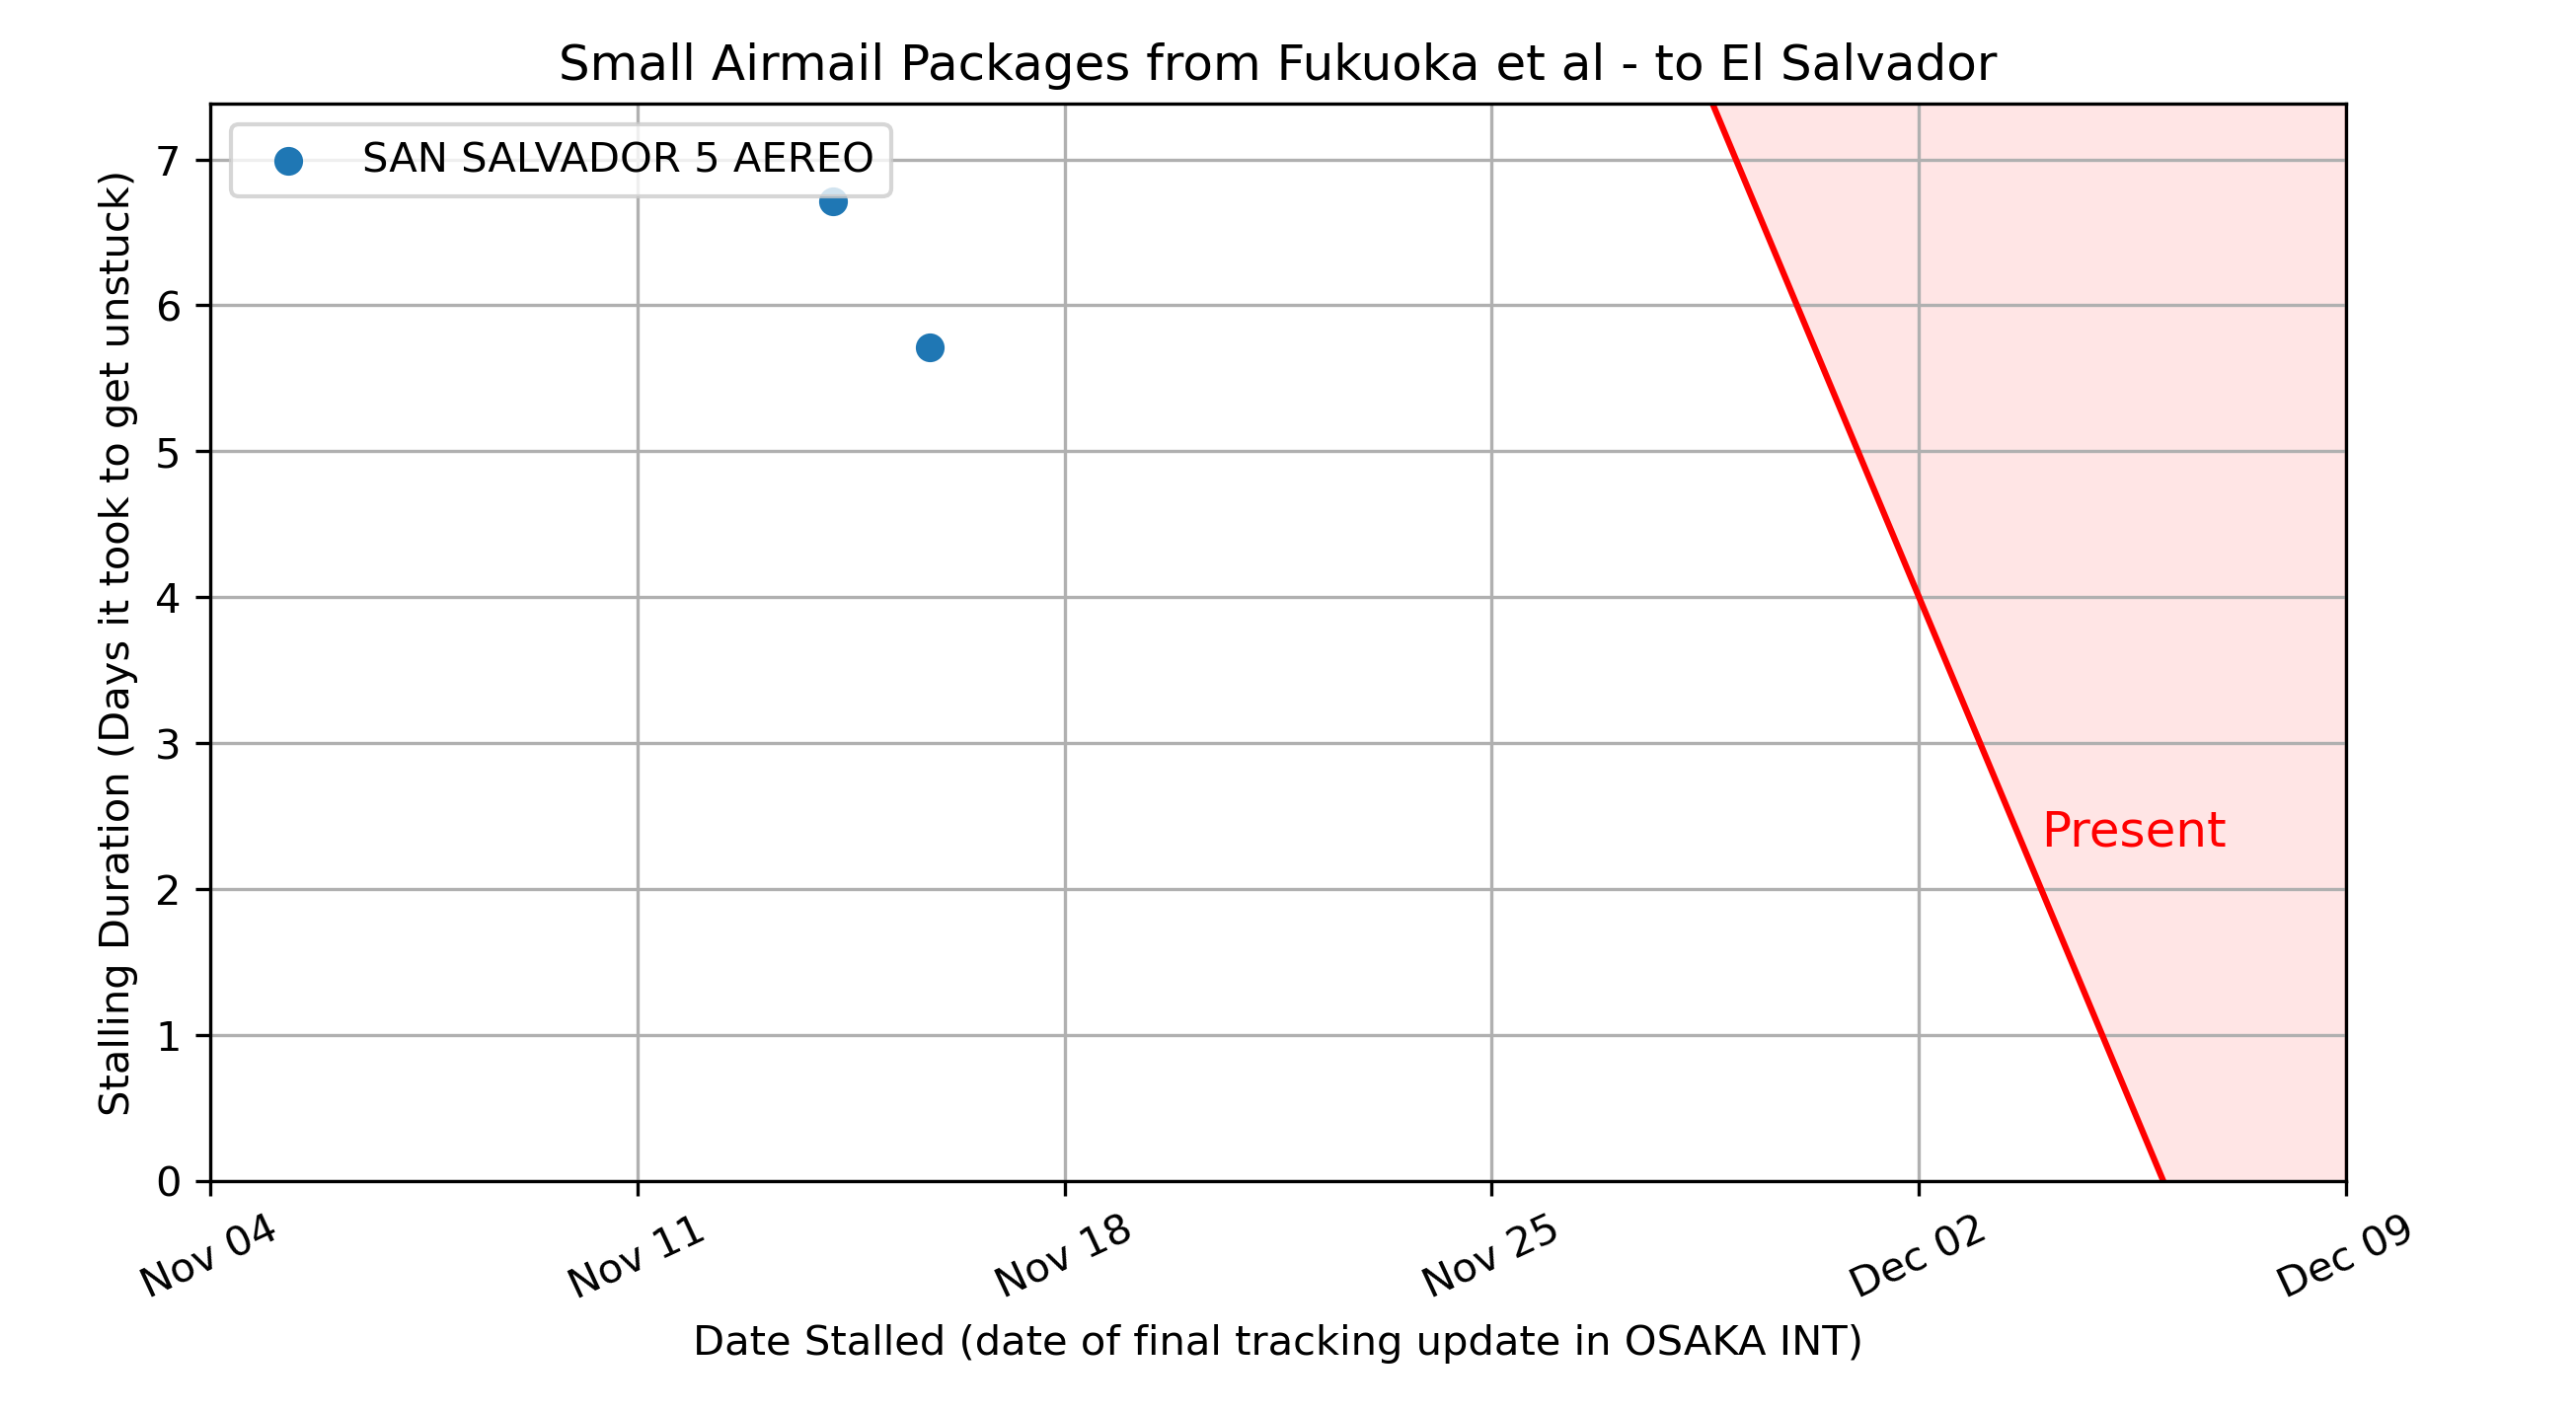 Small Airmail Packages from Fukuoka et al - to El Salvador
SAN SALVADOR 5 AEREO
Stalling Duration (Days it took to get unstuck)
7
6
5
4
3
2
1
0
Present
Nov 04
Nov 11
Nov 18
Nov 25
Dec 02
Dec 09
Date Stalled (date of final tracking update in OSAKA INT)